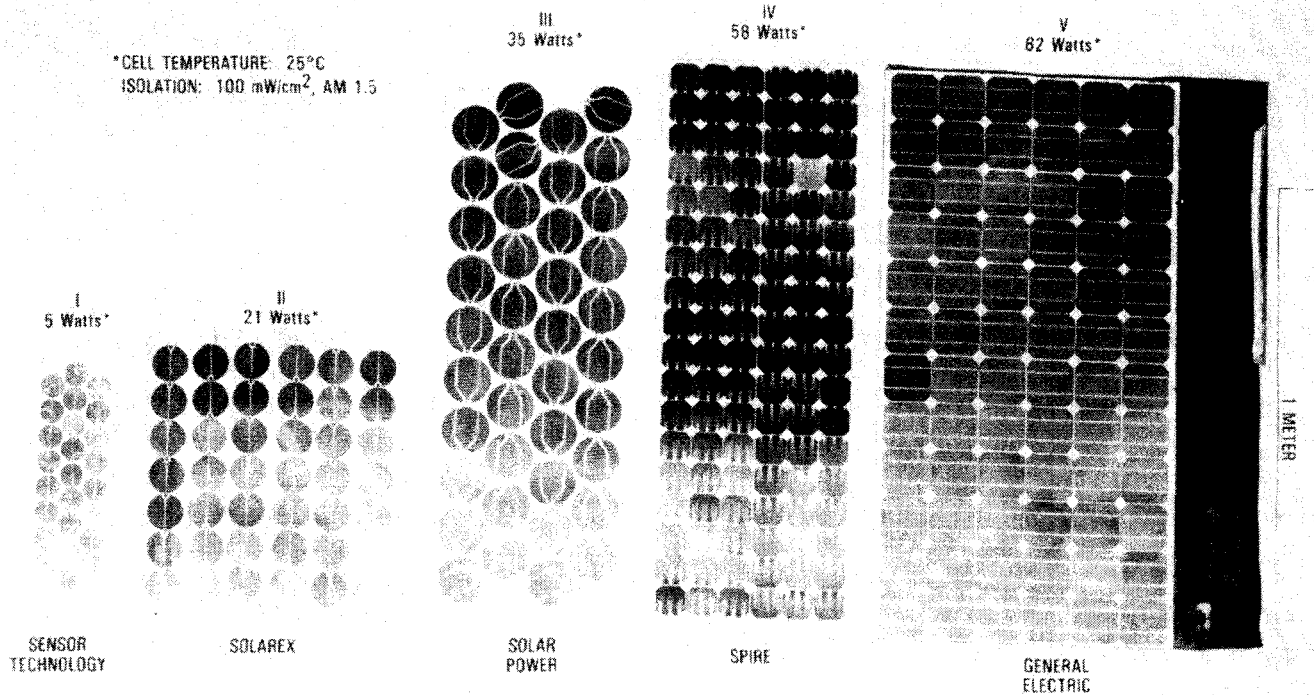 III
35 Watts*
IV
58 Watts*
V
82 Watts*
*CELL TEMPERATURE: 25°C
ISOLATION: 100 mW/cm², AM 1.5
I
5 Watts*
II
21 Watts*
1 METER
SENSOR
TECHNOLOGY
SOLAREX
SOLAR
POWER
SPIRE
GENERAL
ELECTRIC